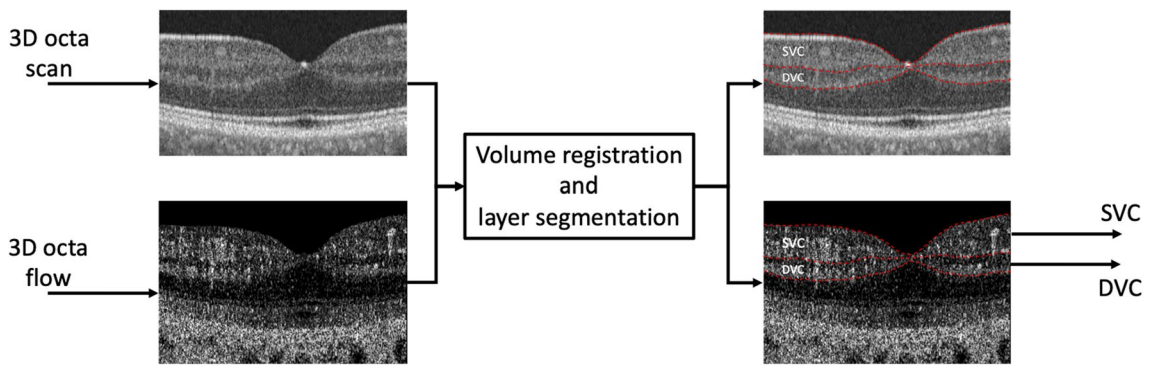 3D octa
scan
SVC
DVC
Volume registration
and
layer segmentation
3D octa
flow
SVC
DVC
SVC
DVC